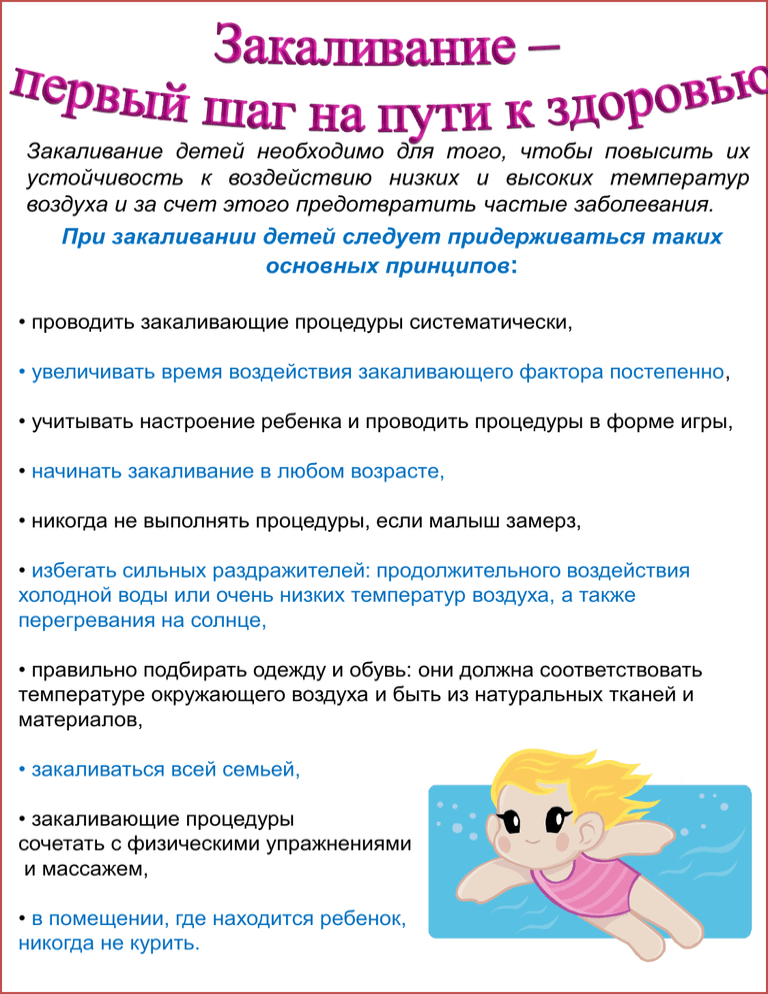 Закаливание –
первый шаг на пути к здоровью
Закаливание детей необходимо для того, чтобы повысить их
устойчивость к воздействию низких и высоких температур
воздуха и за счет этого предотвратить частые заболевания.
При закаливании детей следует придерживаться таких
основных принципов:
• проводить закаливающие процедуры систематически,
• увеличивать время воздействия закаливающего фактора постепенно,
• учитывать настроение ребенка и проводить процедуры в форме игры,
• начинать закаливание в любом возрасте,
• никогда не выполнять процедуры, если малыш замерз,
• избегать сильных раздражителей: продолжительного воздействия
холодной воды или очень низких температур воздуха, а также
перегревания на солнце,
• правильно подбирать одежду и обувь: они должна соответствовать
температуре окружающего воздуха и быть из натуральных тканей и
материалов,
• закаливаться всей семьей,
• закаливающие процедуры
сочетать с физическими упражнениями
и массажем,
• в помещении, где находится ребенок,
никогда не курить.